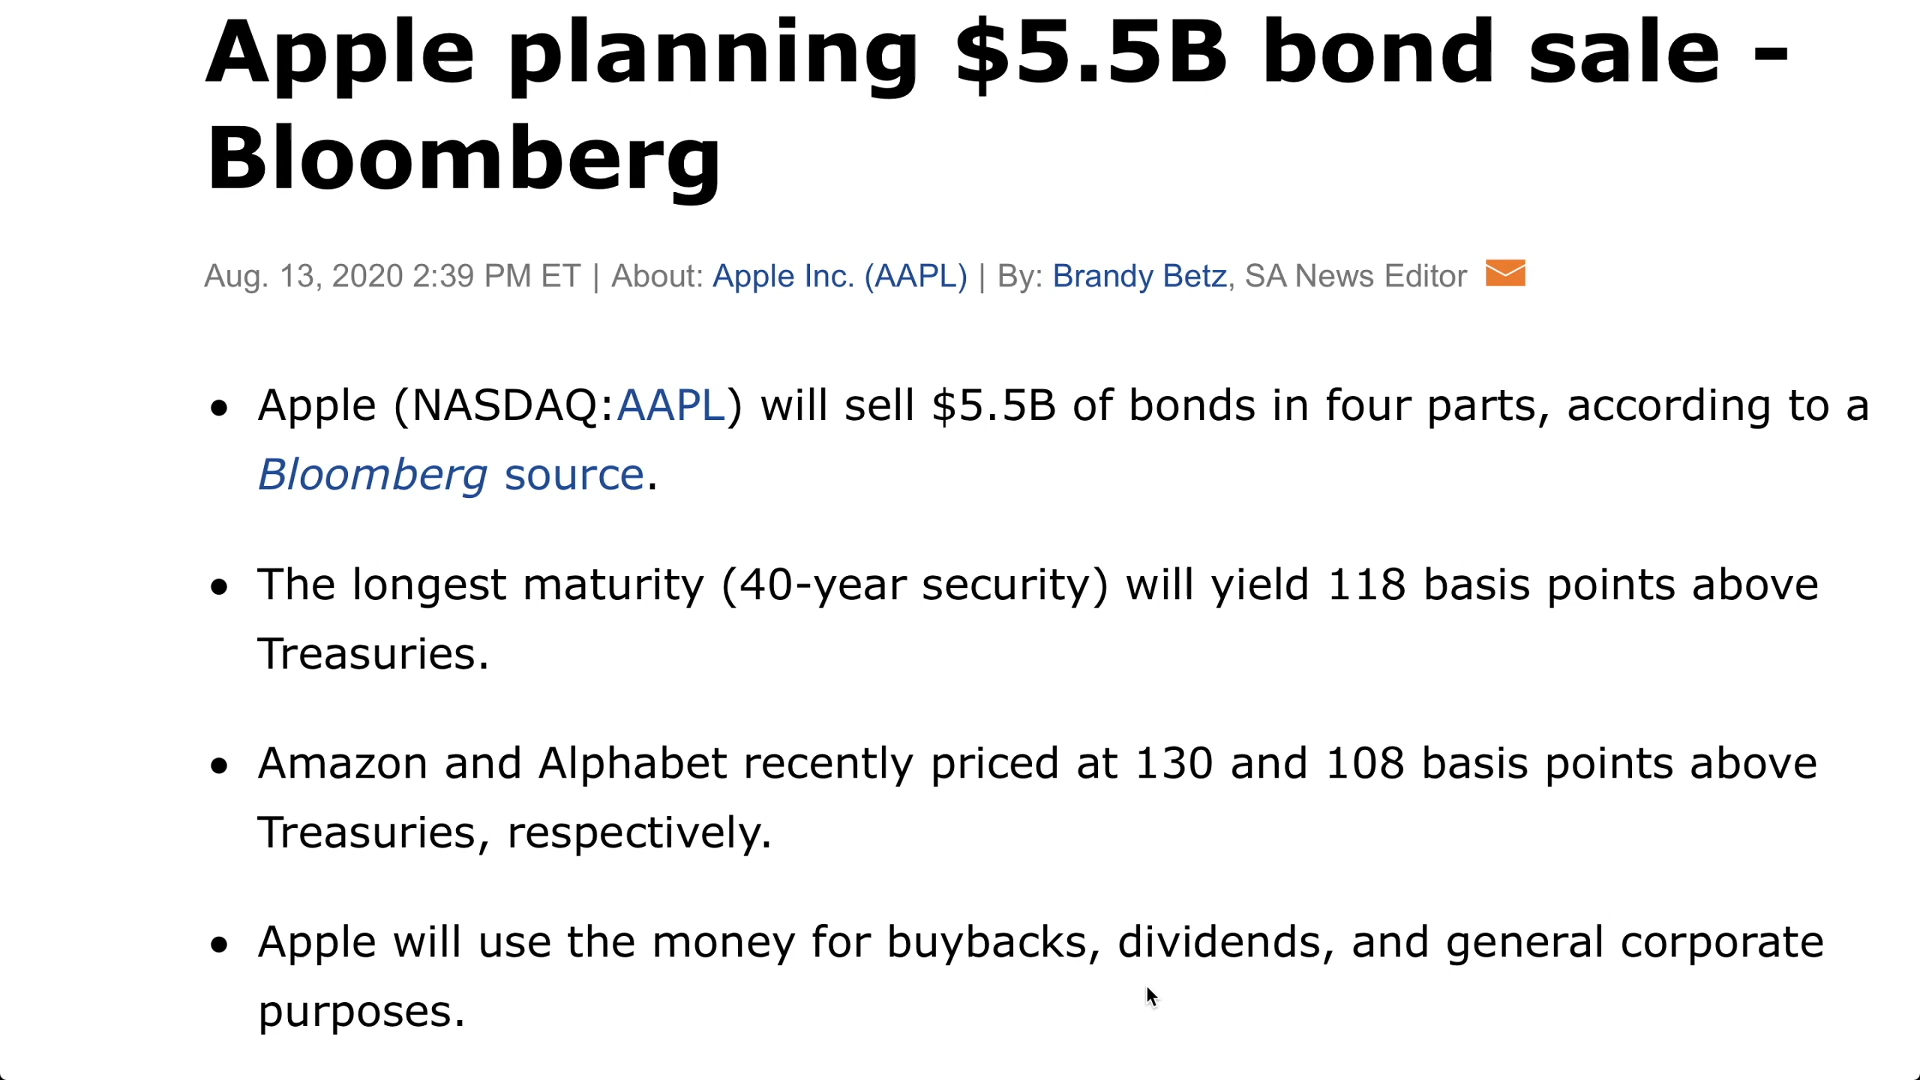 Apple planning $5.5B bond sale -
Bloomberg
Aug. 13, 2020 2:39 PM ET | About: Apple Inc. (AAPL) | By: Brandy Betz, SA News Editor
• Apple (NASDAQ:AAPL) will sell $5.5B of bonds in four parts, according to a
Bloomberg source.
• The longest maturity (40-year security) will yield 118 basis points above
Treasuries.
• Amazon and Alphabet recently priced at 130 and 108 basis points above
Treasuries, respectively.
• Apple will use the money for buybacks, dividends, and general corporate
purposes.